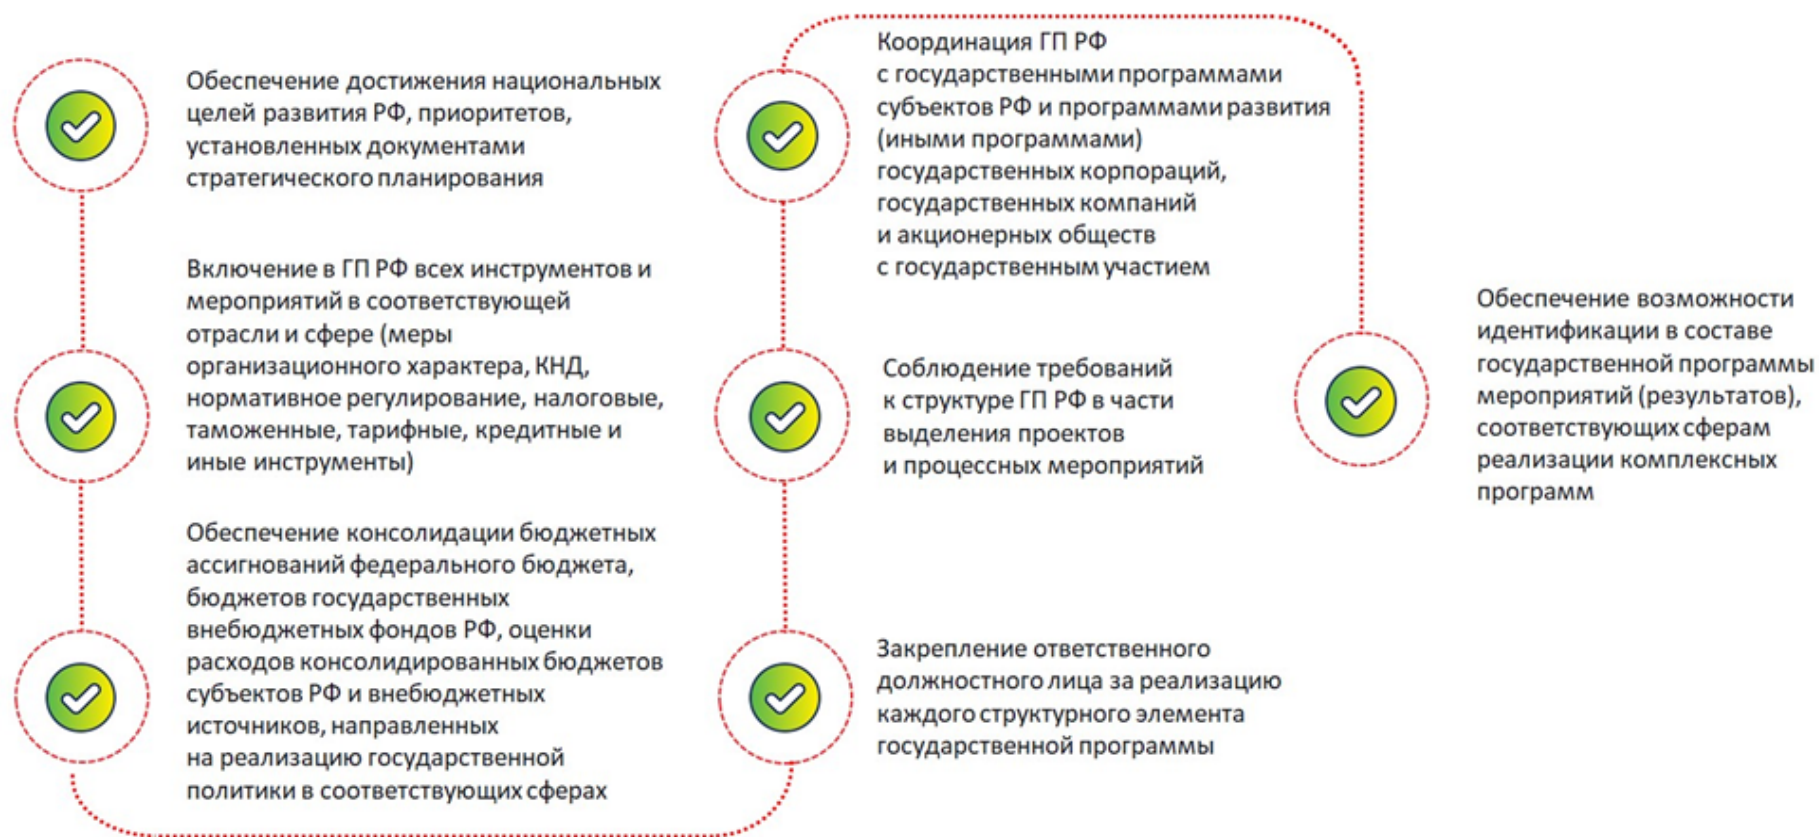 Обеспечение достижения национальных
целей развития РФ, приоритетов,
установленных документами
стратегического планирования
Включение в ГП РФ всех инструментов и
мероприятий в соответствующей
отрасли и сфере (меры
организационного характера, КНД,
нормативное регулирование, налоговые,
таможенные, тарифные, кредитные и
иные инструменты)
Обеспечение консолидации бюджетных
ассигнований федерального бюджета,
бюджетов государственных
внебюджетных фондов РФ, оценки
расходов консолидированных бюджетов
субъектов РФ и внебюджетных
источников, направленных
на реализацию государственной
политики в соответствующих сферах
Координация ГП РФ
с государственными программами
субъектов РФ и программами развития
(иными программами)
государственных корпораций,
государственных компаний
и акционерных обществ
с государственным участием
Соблюдение требований
к структуре ГП РФ в части
выделения проектов
и процессных мероприятий
Закрепление ответственного
должностного лица за реализацию
каждого структурного элемента
государственной программы
Обеспечение возможности
идентификации в составе
государственной программы
мероприятий (результатов),
соответствующих сферам
реализации комплексных
программ